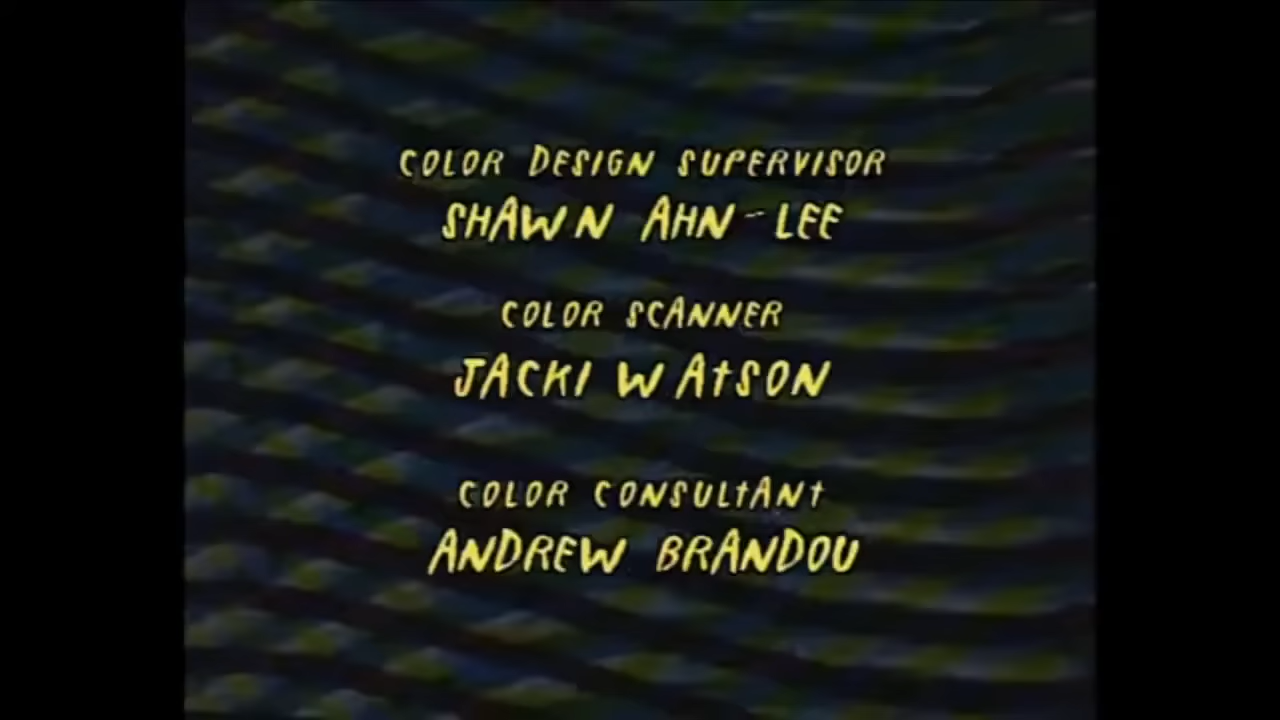 COLOR DESIGN SUPERVISOR
SHAWN AHN-LEE
COLOR SCANNER
JACKI WATSON
COLOR CONSULTANT
ANDREW BRANDOU